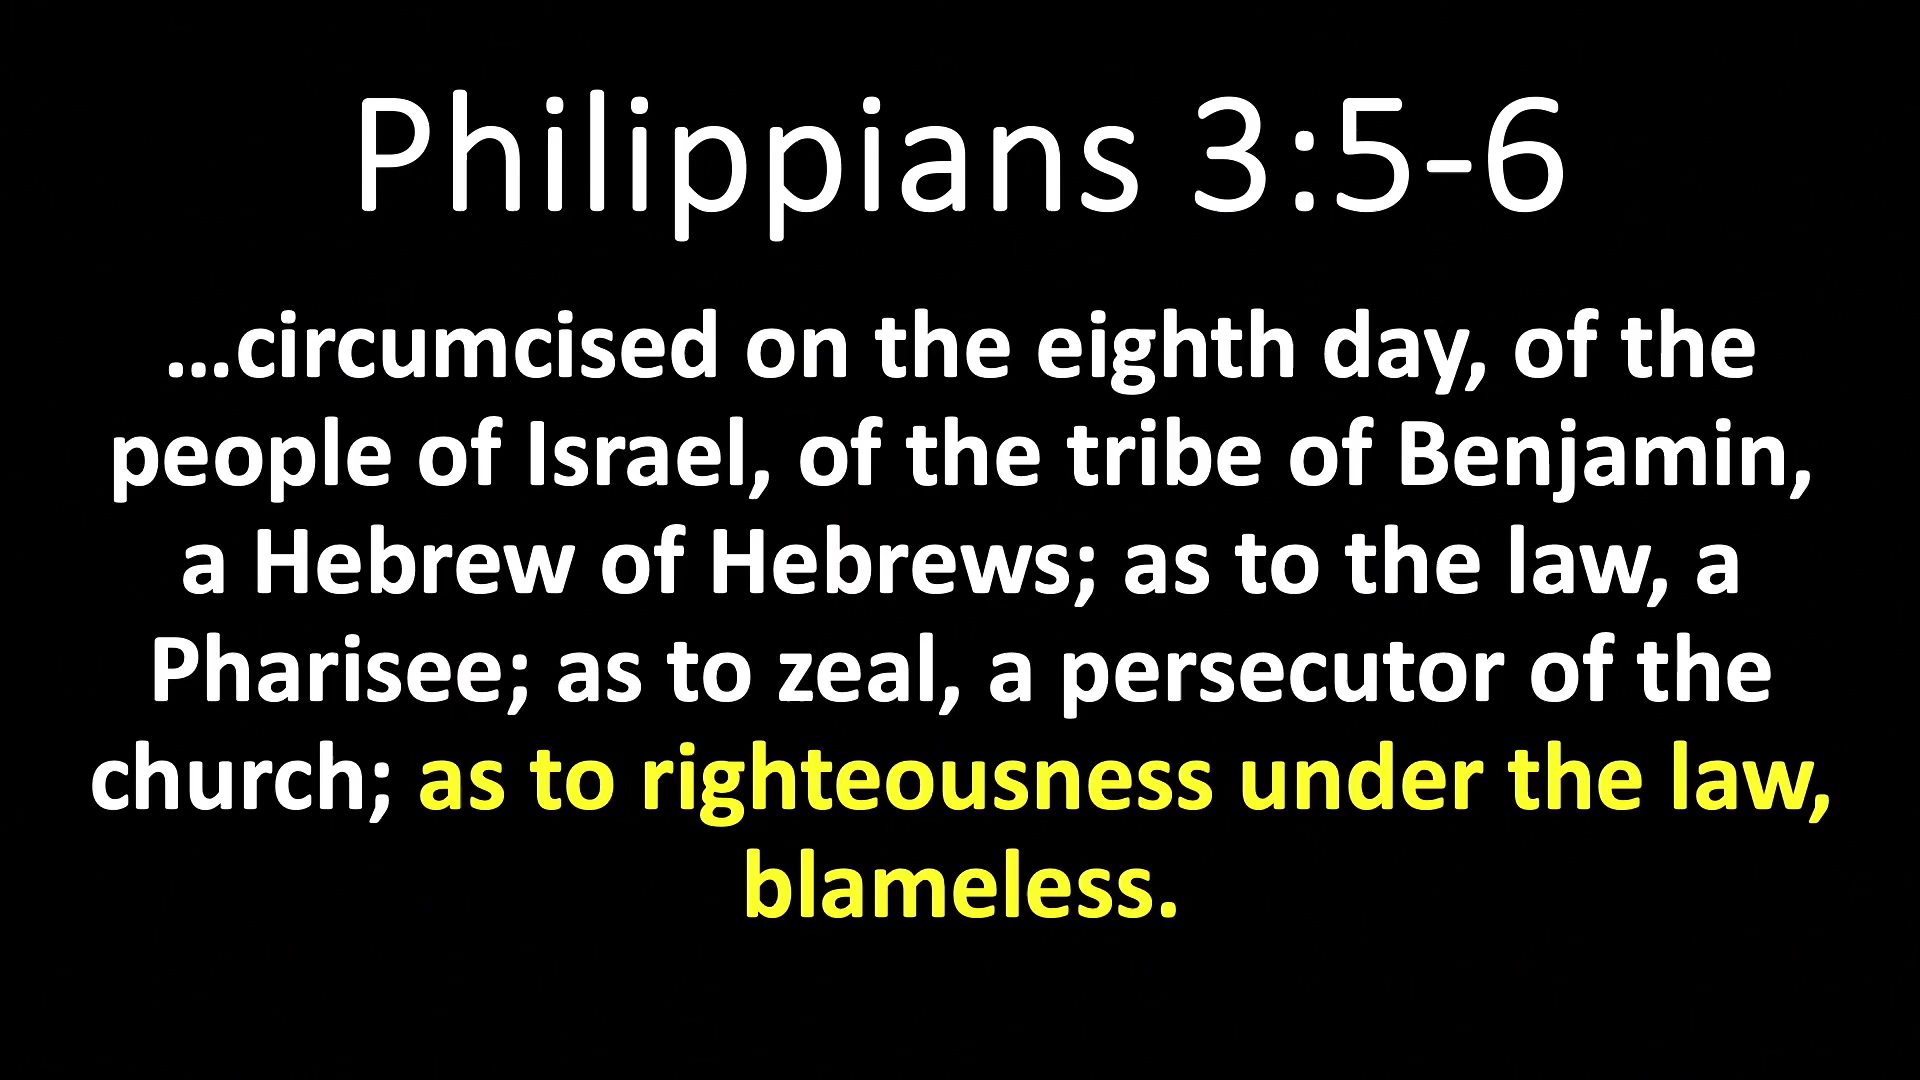 Philippians 3:5-6
...circumcised on the eighth day, of the
people of Israel, of the tribe of Benjamin,
a Hebrew of Hebrews; as to the law, a
Pharisee; as to zeal, a persecutor of the
church; as to righteousness under the law,
blameless.